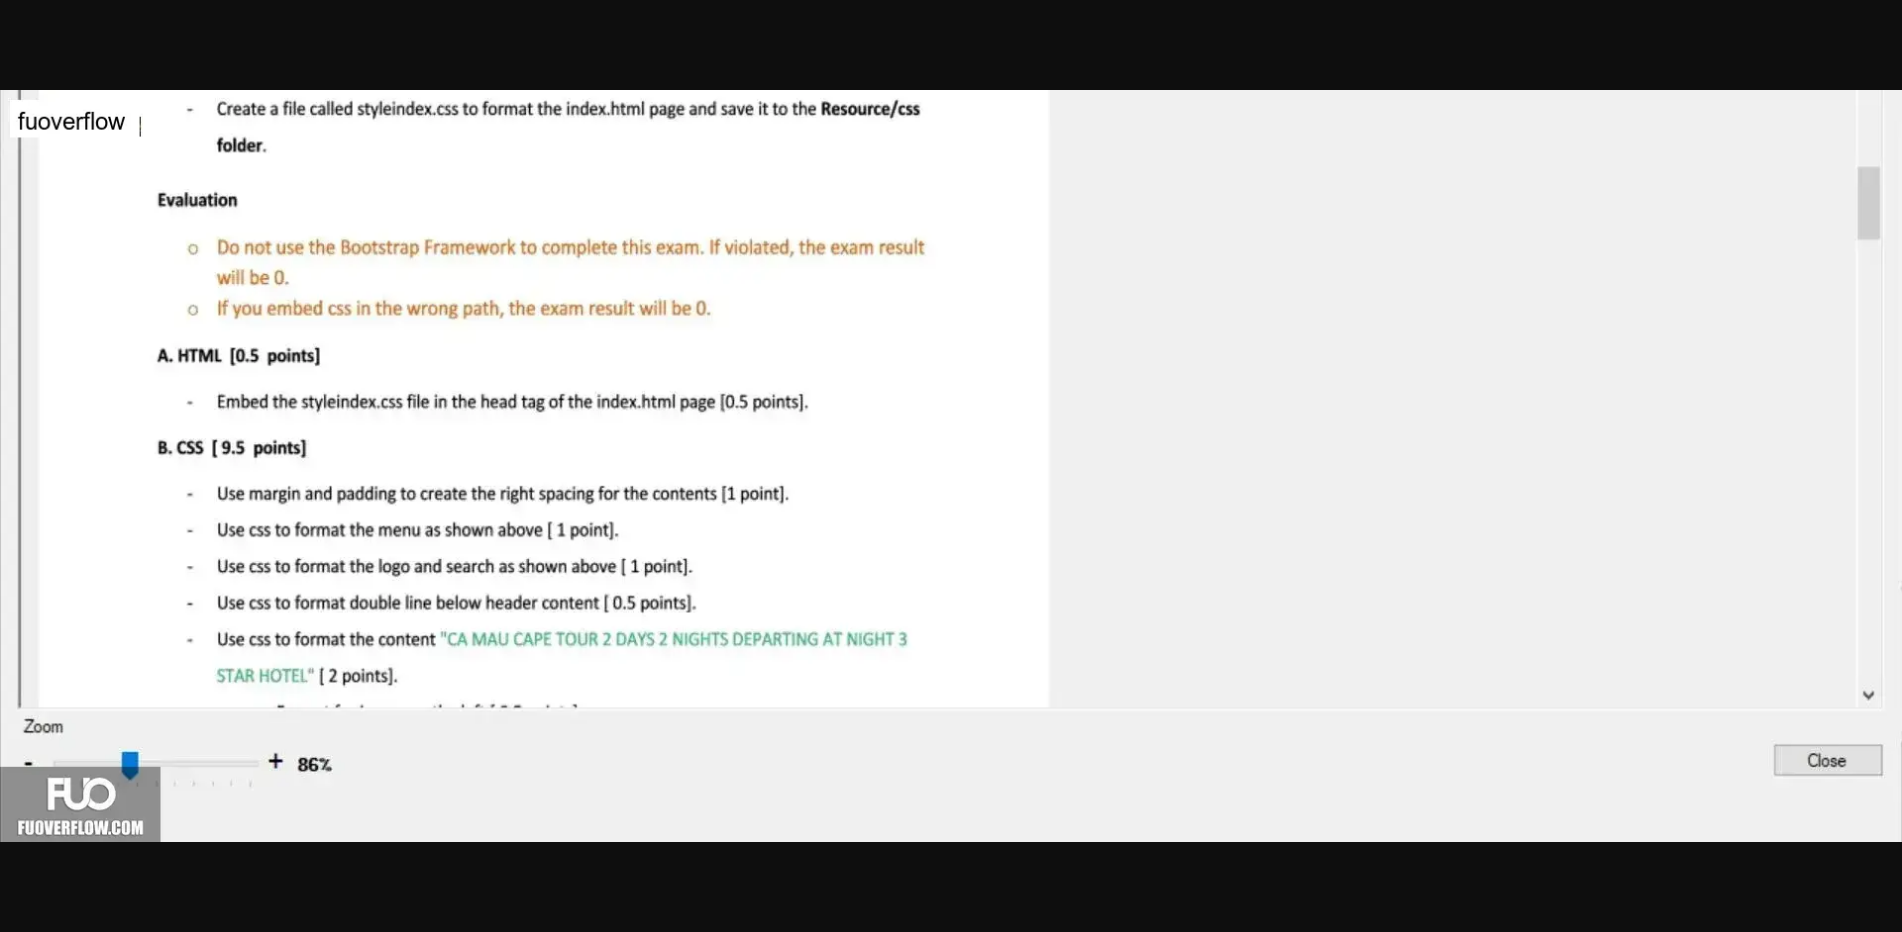 fuoverflow
- Create a file called styleindex.css to format the index.html page and save it to the Resource/css
folder.
Evaluation
o Do not use the Bootstrap Framework to complete this exam. If violated, the exam result
will be 0.
o If you embed css in the wrong path, the exam result will be 0.
A. HTML [0.5 points]
- Embed the styleindex.css file in the head tag of the index.html page [0.5 points].
B. CSS [ 9.5 points]
- Use margin and padding to create the right spacing for the contents [1 point].
- Use css to format the menu as shown above [ 1 point].
- Use css to format the logo and search as shown above [ 1 point].
- Use css to format double line below header content [ 0.5 points].
- Use css to format the content "CA MAU CAPE TOUR 2 DAYS 2 NIGHTS DEPARTING AT NIGHT 3
STAR HOTEL" [ 2 points].
Zoom
- + 86%
Close
FUO
FUOVERFLOW.COM